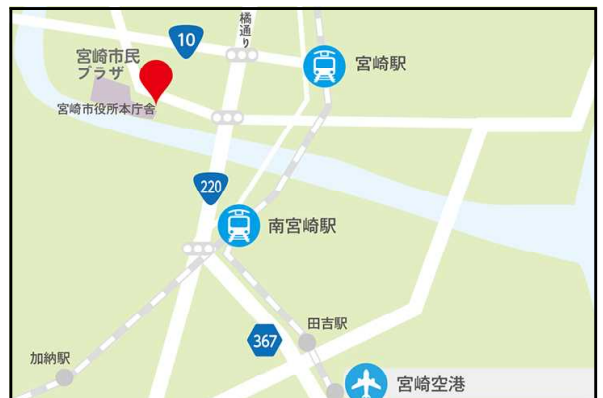 橘通り
10
宮崎市民
プラザ
宮崎駅
宮崎市役所本庁舎
220
南宮崎駅
田吉駅
367
加納駅
宮崎空港